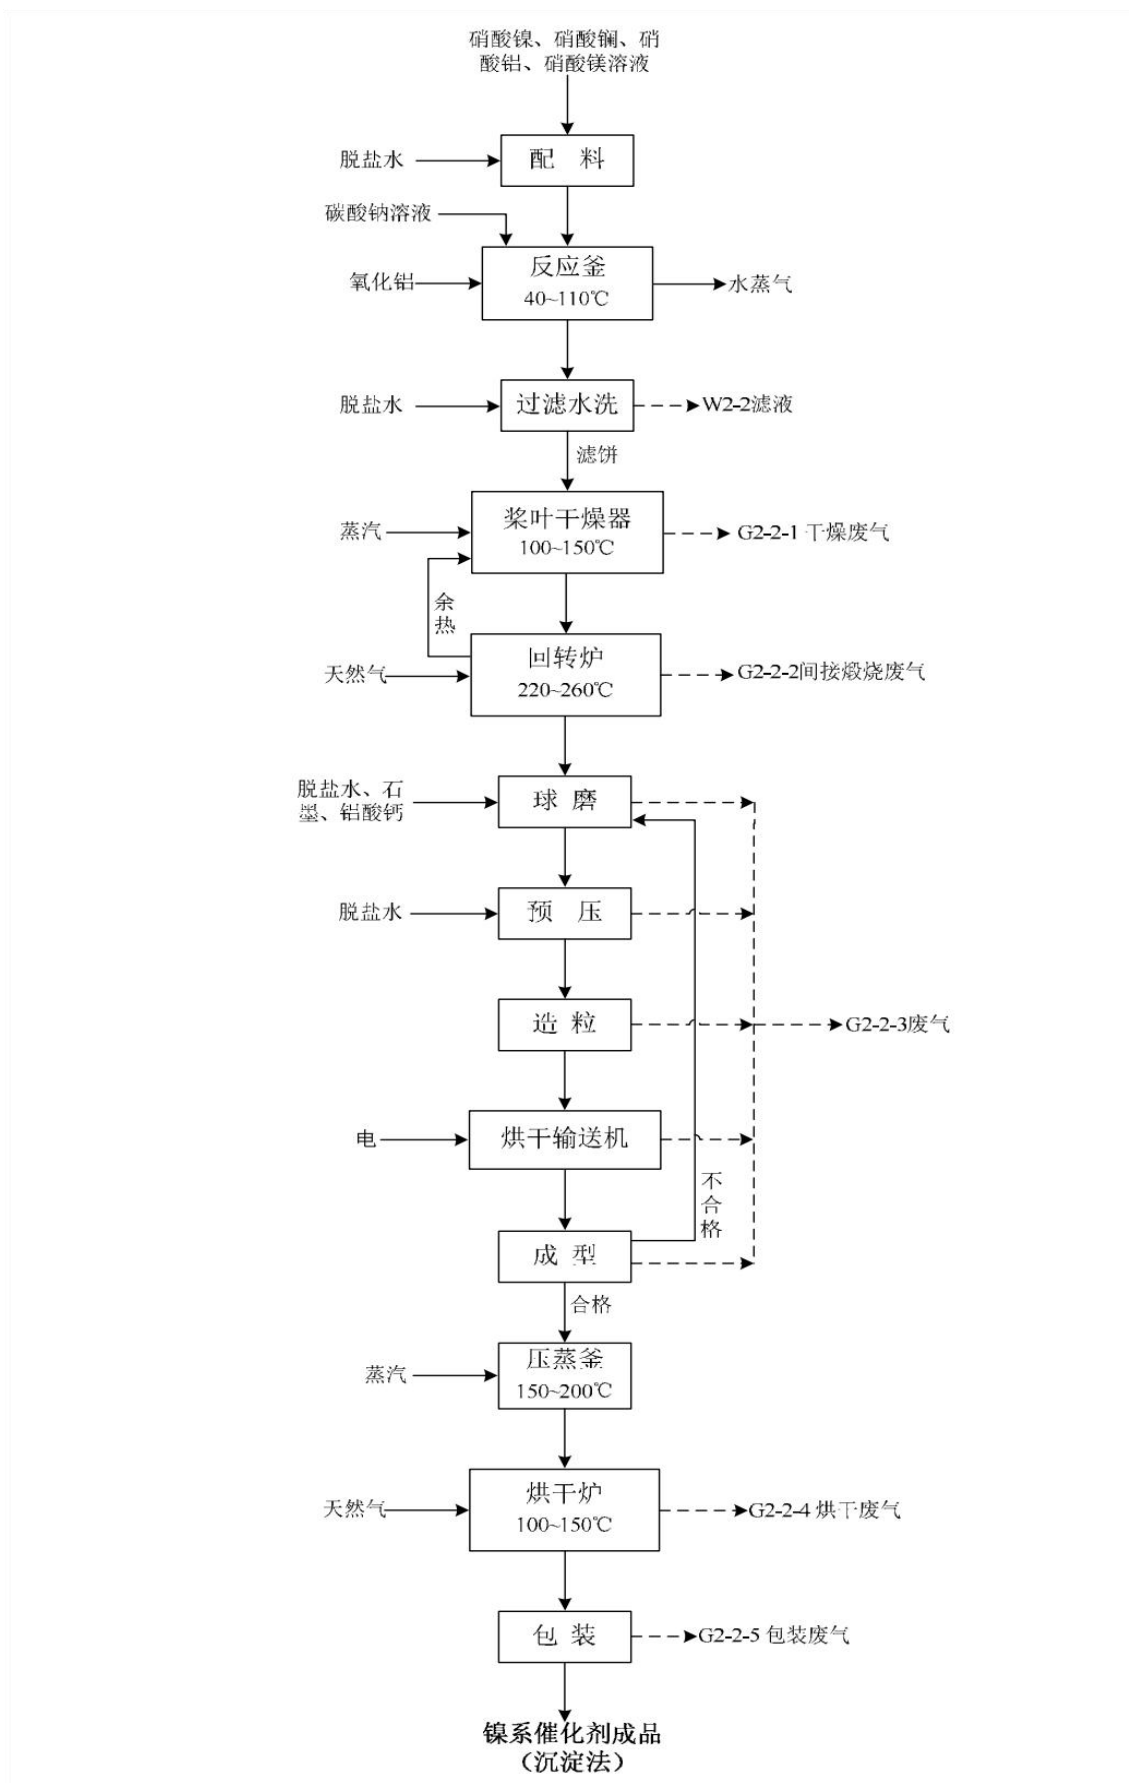 硝酸镍、硝酸镧、硝
酸铝、硝酸镁溶液
脱盐水
配 料
碳酸钠溶液
氧化铝
反应釜
40~110℃
水蒸气
脱盐水
过滤水洗
W2-2滤液
滤饼
蒸汽
桨叶干燥器
100~150℃
G2-2-1 干燥废气
余热
天然气
回转炉
220~260℃
G2-2-2间接煅烧废气
脱盐水、石
墨、铝酸钙
球 磨
脱盐水
预 压
造 粒
G2-2-3废气
电
烘干输送机
不合格
成 型
合格
蒸汽
压蒸釜
150~200℃
天然气
烘干炉
100~150℃
G2-2-4 烘干废气
包 装
G2-2-5 包装废气
镍系催化剂成品
（沉淀法）